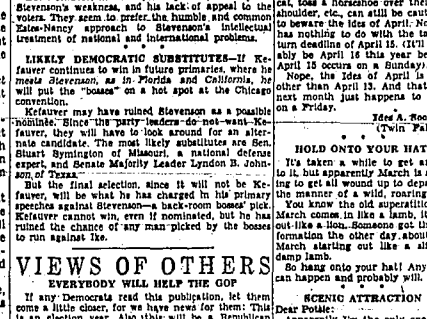 Stevenson's weakness, and his lack of appeal to the
voters. They seem to prefer the humble and common
Estes-Nancy approach to Stevenson's intellectual
treatment of national and international problems.
LIKELY DEMOCRATIC SUBSTITUTES—If Ke-
fauver continues to win in future primaries, where he
meets Stevenson, as in Florida and California, he
will put the "bosses" on a hot spot at the Chicago
convention.
Kefauver may have ruined Stevenson as a possible
nominee. Since the party leaders do not want Ke-
fauver, they will have to look around for an alter-
nate candidate. The most likely substitutes are Sen.
Stuart Symington of Missouri, a national defense
expert, and Senate Majority Leader Lyndon B. John-
son, of Texas.
But the final selection, since it will not be Ke-
fauver, will be what he has charged in his primary
speeches against Stevenson—a back-room bosses' pick.
Kefauver cannot win, even if nominated, but he has
ruined the chance of any man picked by the bosses
to run against Ike.
VIEWS OF OTHERS
EVERYBODY WILL HELP THE GOP
If any Democrats read this publication, let them
come a little closer, for we have news for them: This
is an election year. Also this will be a Republican
cat, toss a horseshoe over their
shoulder, etc., can still be caut
to beware the Ides of April. No
has nothing to do with the ta
turn deadline of April 15. (It'll
ably be April 16 this year be
April 15 occurs on a Sunday)
Nope, the Ides of April is
other than April 13. And that
next month just happens to
on a Friday.
Ides A. Roo
(Twin Fal
HOLD ONTO YOUR HAT
It's taken a while to get ar
to it, but apparently March is
ing to get all wound up to dep
the manner of a wild, roaring
You know the old superstiti
March comes in like a lamb, it
out like a lion. Someone got th
formation the other day about
March starting out like a sli
damp lamb.
So hang onto your hat! Any
can happen and probably will.
SCENIC ATTRACTION
Dear Potsie: